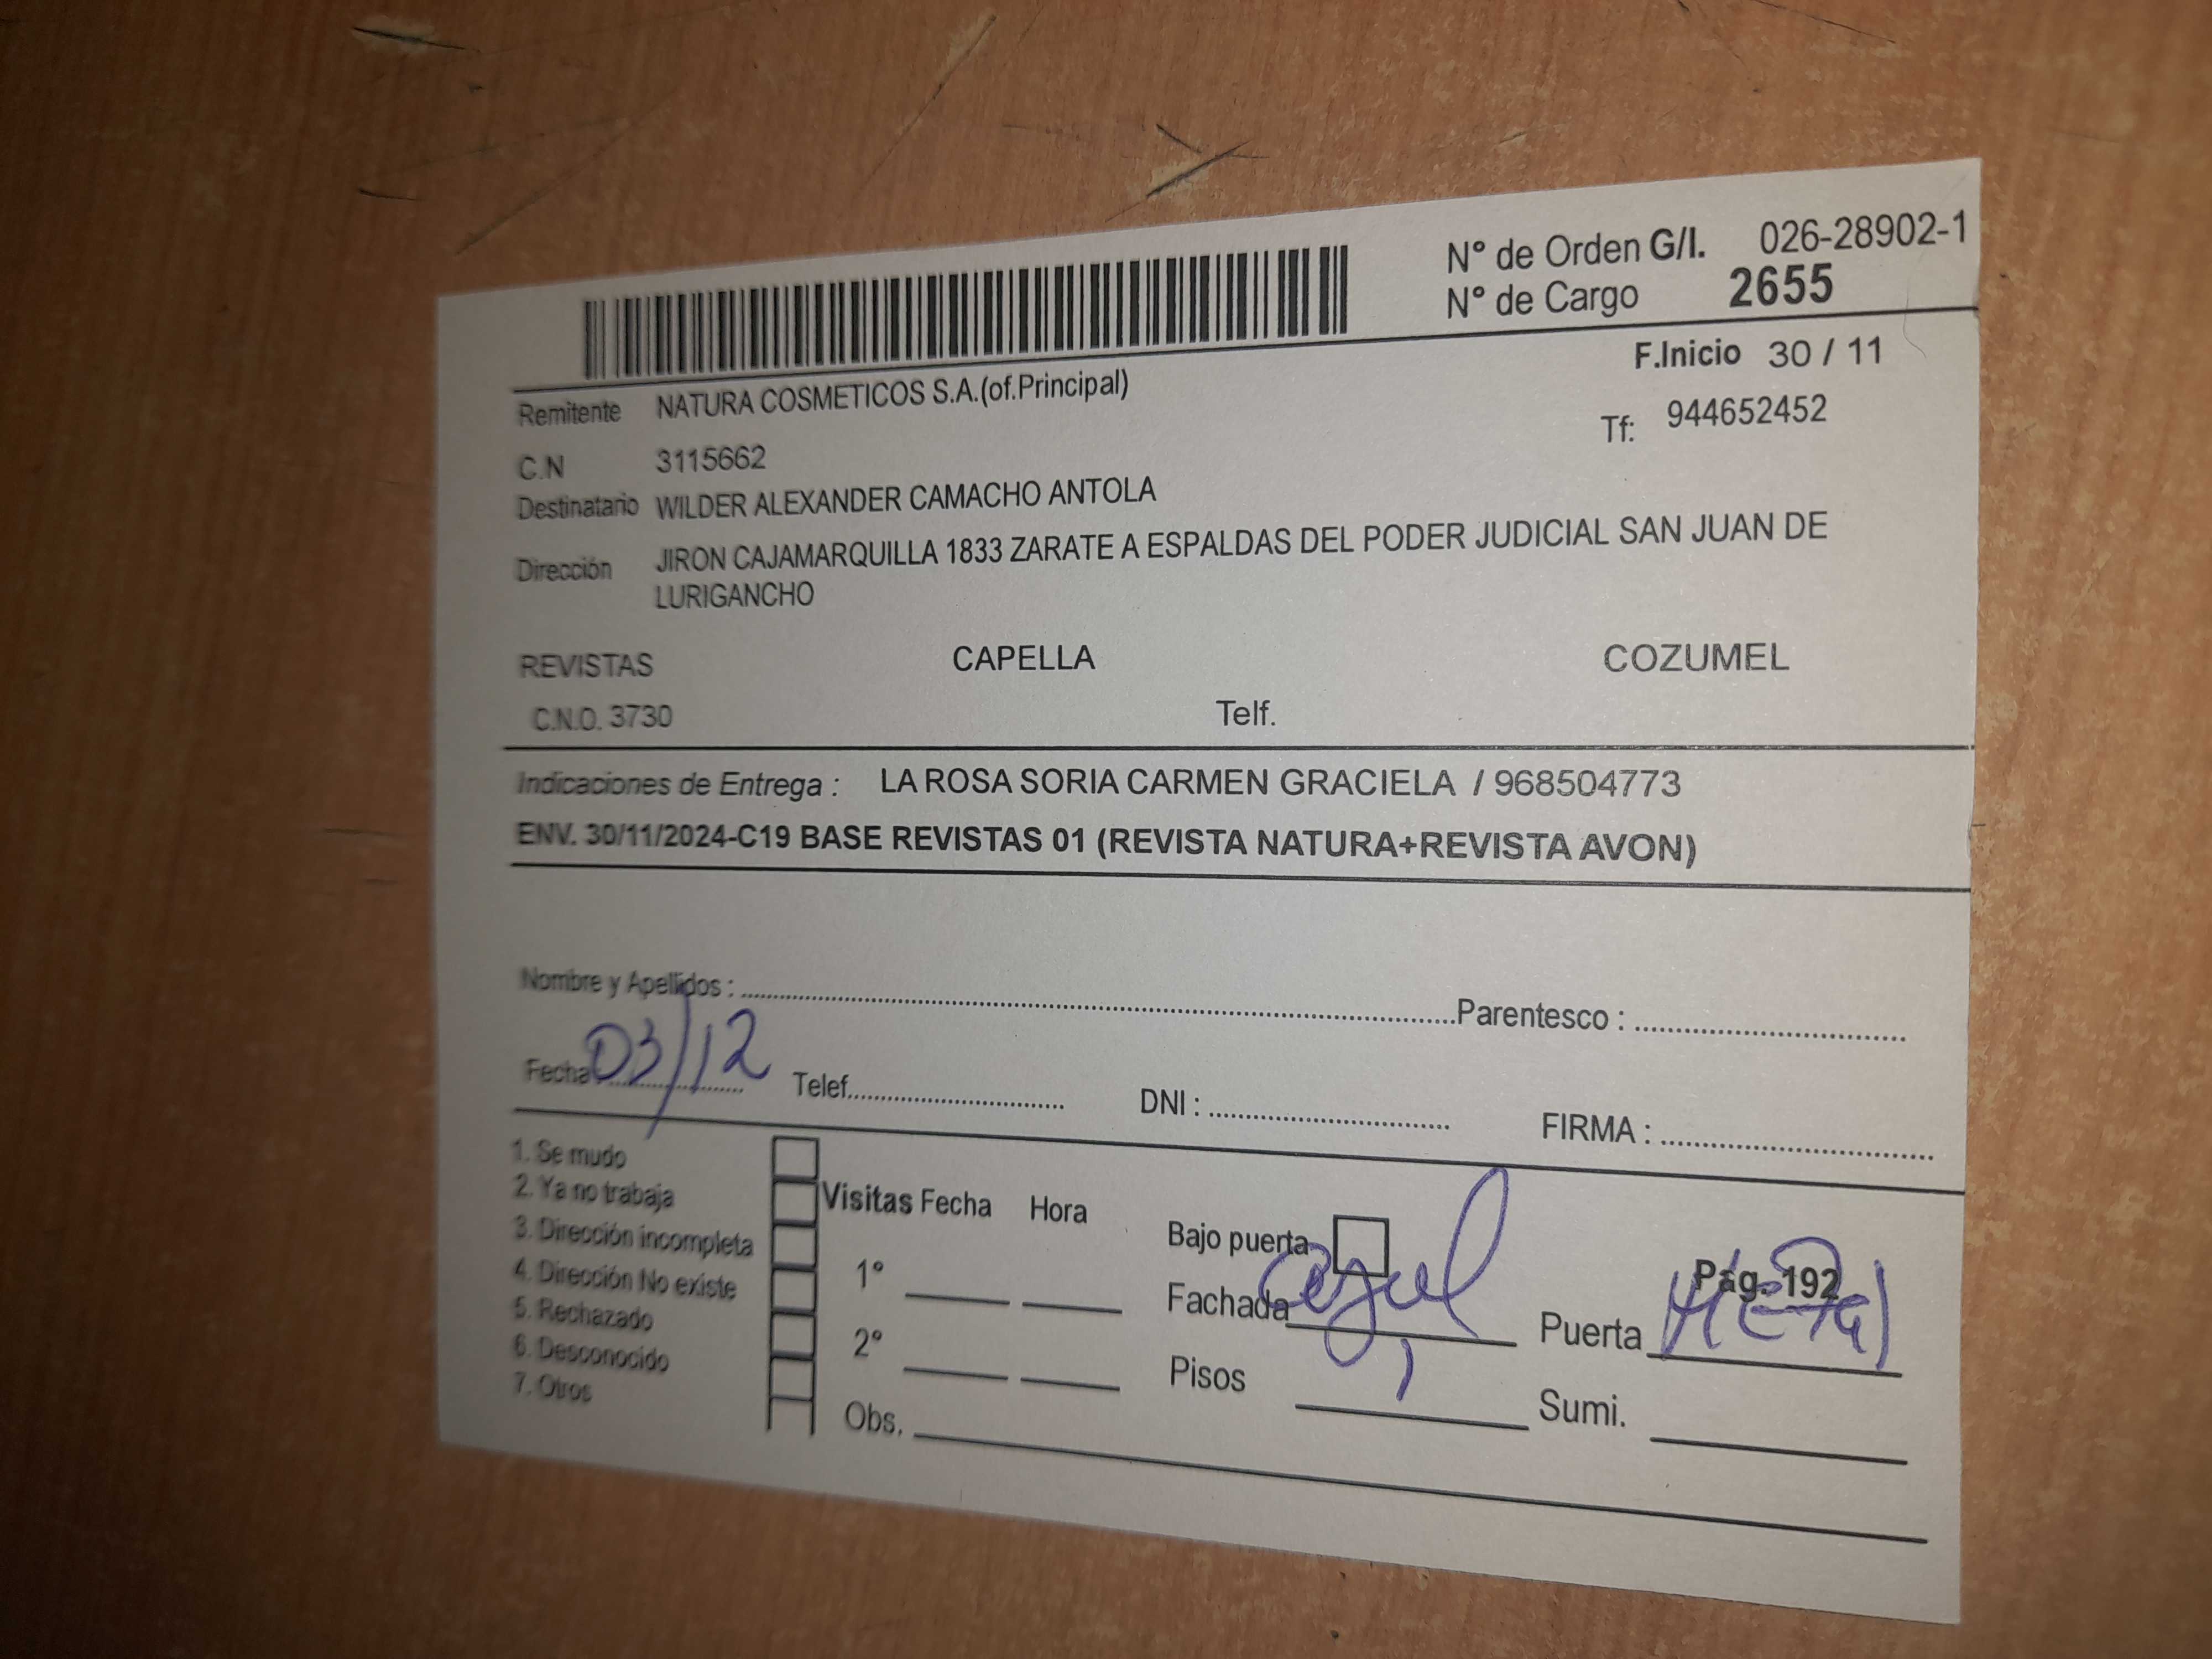 N° de Orden G/I. 026-28902-1
N° de Cargo 2655
F.Inicio 30 / 11
Remitente NATURA COSMETICOS S.A.(of.Principal)
Tf: 944652452
C.N 3115662
Destinatario WILDER ALEXANDER CAMACHO ANTOLA
Dirección JIRON CAJAMARQUILLA 1833 ZARATE A ESPALDAS DEL PODER JUDICIAL SAN JUAN DE
LURIGANCHO
REVISTAS CAPELLA COZUMEL
C.N.O. 3730 Telf.
Indicaciones de Entrega : LA ROSA SORIA CARMEN GRACIELA / 968504773
ENV. 30/11/2024-C19 BASE REVISTAS 01 (REVISTA NATURA+REVISTA AVON)
Nombre y Apellidos : Parentesco :
Fecha 03/12 Telef. DNI : FIRMA :
1. Se mudo
2. Ya no trabaja
3. Dirección incompleta
4. Dirección No existe
5. Rechazado
6. Desconocido
7. Otros
Visitas Fecha Hora
1°
2°
Obs.
Bajo puerta
Fachada azul
Pisos 1
Pág. 192
Puerta Metal
Sumi.